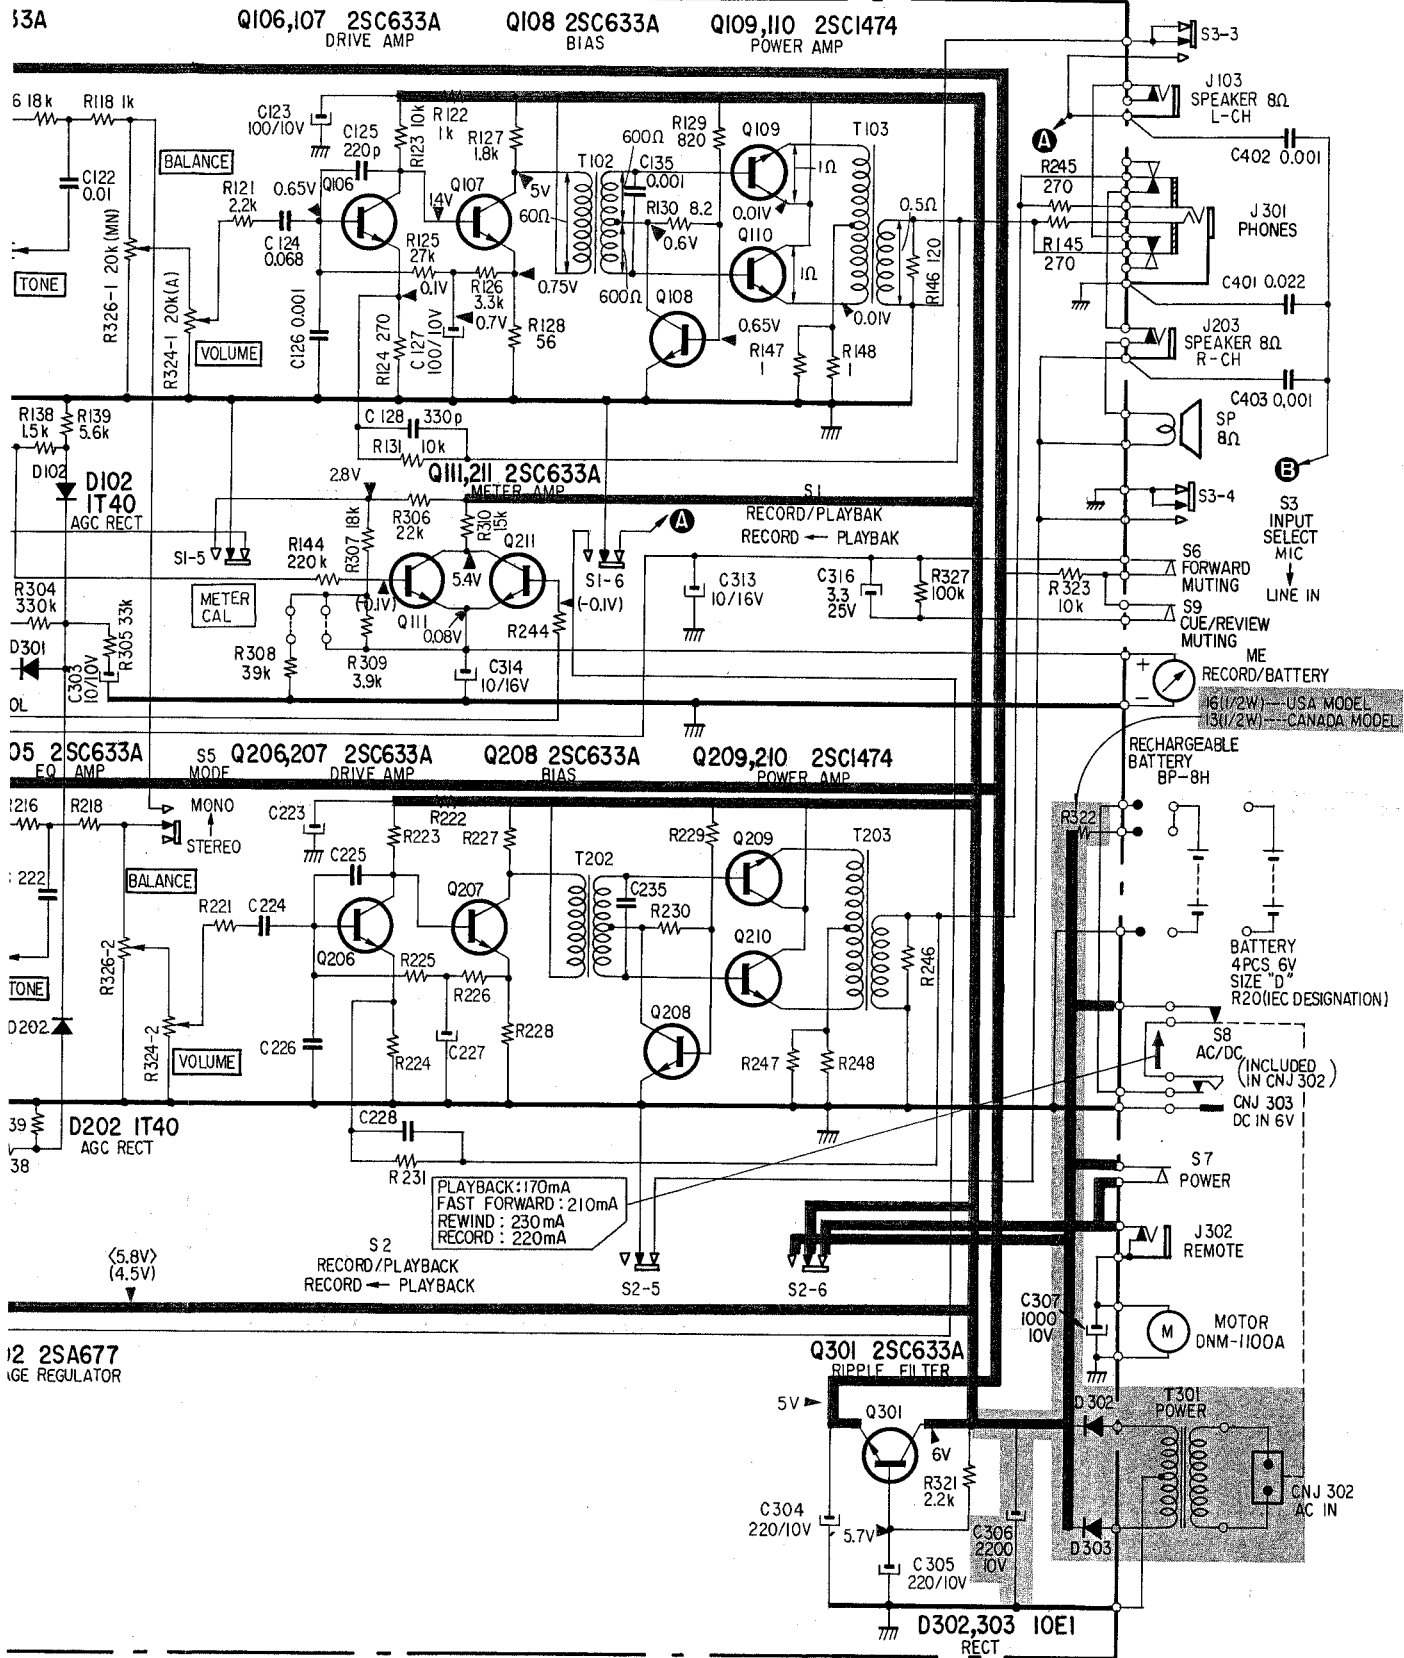 33A
Q106,107 2SC633A
DRIVE AMP
Q108 2SC633A
BIAS
Q109,110 2SC1474
POWER AMP
S3-3
J103
SPEAKER 8Ω
L-CH
6 18k
R118 1k
C123
100/10V
C125
220p
R123 10k
R122
1k
R127
1.8k
R129
820
Q109
T103
600Ω
1Ω
A
C402 0.001
BALANCE
C122
0.01
R121
2.2k
0.65V
Q106
1.4V
Q107
5V
T102
C135
0.001
60Ω
R130 8.2
0.6V
0.01V
Q110
0.5Ω
R245
270
J301
PHONES
R145
270
C124
0.068
R125
27k
0.1V
R126
3.3k
0.7V
0.75V
600Ω
Q108
1Ω
0.01V
R146 120
C401 0.022
TONE
R326-1 20k(MN)
R324-1 20k(A)
VOLUME
C126 0.001
R124 270
C127
100/10V
R128
56
0.65V
R147
1
R148
1
J203
SPEAKER 8Ω
R-CH
C403 0.001
R138
1.5k
R139
5.6k
C128 330p
R131 10k
SP
8Ω
D102
D102
1T40
AGC RECT
2.8V
Q111,211 2SC633A
METER AMP
S1
RECORD/PLAYBAK
RECORD ← PLAYBAK
B
S3-4
S3
INPUT
SELECT
MIC
↓
LINE IN
R306
22k
R307 18k
R310
15k
Q211
A
S1-5
R144
220k
5.4V
S1-6
C313
10/16V
C316
3.3
25V
R327
100k
R323
10k
S6
FORWARD
MUTING
S9
CUE/REVIEW
MUTING
R304
330k
METER
CAL
(-0.1V)
Q111
0.08V
(-0.1V)
R244
R305 33k
D301
C303
10/10V
R308
39k
R309
3.9k
C314
10/16V
ME
RECORD/BATTERY
+
−
OL
16(1/2W)---USA MODEL
13(1/2W)---CANADA MODEL
05 2SC633A
EQ AMP
S5
MODE
Q206,207 2SC633A
DRIVE AMP
Q208 2SC633A
BIAS
Q209,210 2SC1474
POWER AMP
RECHARGEABLE
BATTERY
BP-8H
R216
R218
MONO
↑
STEREO
C223
R223
R222
R227
R229
Q209
T203
R322
C225
T202
C 222
BALANCE
R221
C224
Q207
C235
R230
Q206
R225
R226
Q210
R246
BATTERY
4PCS 6V
SIZE "D"
R20(IEC DESIGNATION)
TONE
R326-2
D202
R324-2
VOLUME
C226
R224
C227
R228
Q208
R247
R248
S8
AC/DC
(INCLUDED
IN CNJ 302)
CNJ 303
DC IN 6V
39
38
D202 1T40
AGC RECT
C228
R231
PLAYBACK:170mA
FAST FORWARD:210mA
REWIND:230mA
RECORD:220mA
S7
POWER
J302
REMOTE
<5.8V>
(4.5V)
S2
RECORD/PLAYBACK
RECORD ← PLAYBACK
S2-5
S2-6
C307
1000
10V
M
MOTOR
DNM-1100A
02 2SA677
AGE REGULATOR
Q301 2SC633A
RIPPLE FILTER
5V
Q301
6V
R321
2.2k
D302
T301
POWER
C304
220/10V
5.7V
C305
220/10V
C306
2200
10V
D303
CNJ 302
AC IN
D302,303 10E1
RECT